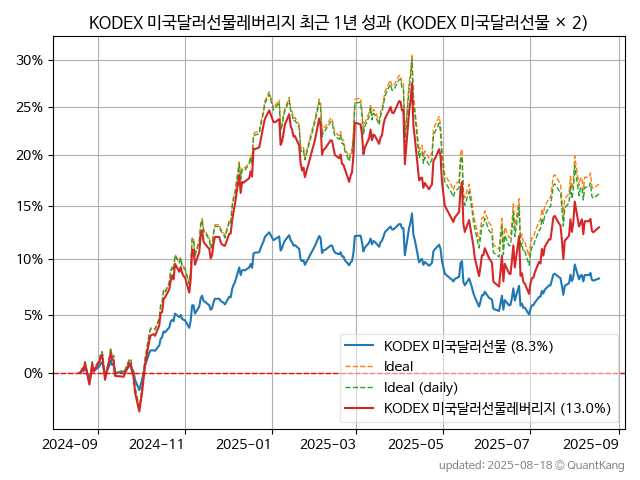 KODEX 미국달러선물레버리지 최근 1년 성과 (KODEX 미국달러선물 × 2)
30%
25%
20%
15%
10%
5%
0%
KODEX 미국달러선물 (8.3%)
Ideal
Ideal (daily)
KODEX 미국달러선물레버리지 (13.0%)
2024-09 2024-11 2025-01 2025-03 2025-05 2025-07 2025-09
updated: 2025-08-18 © QuantKang